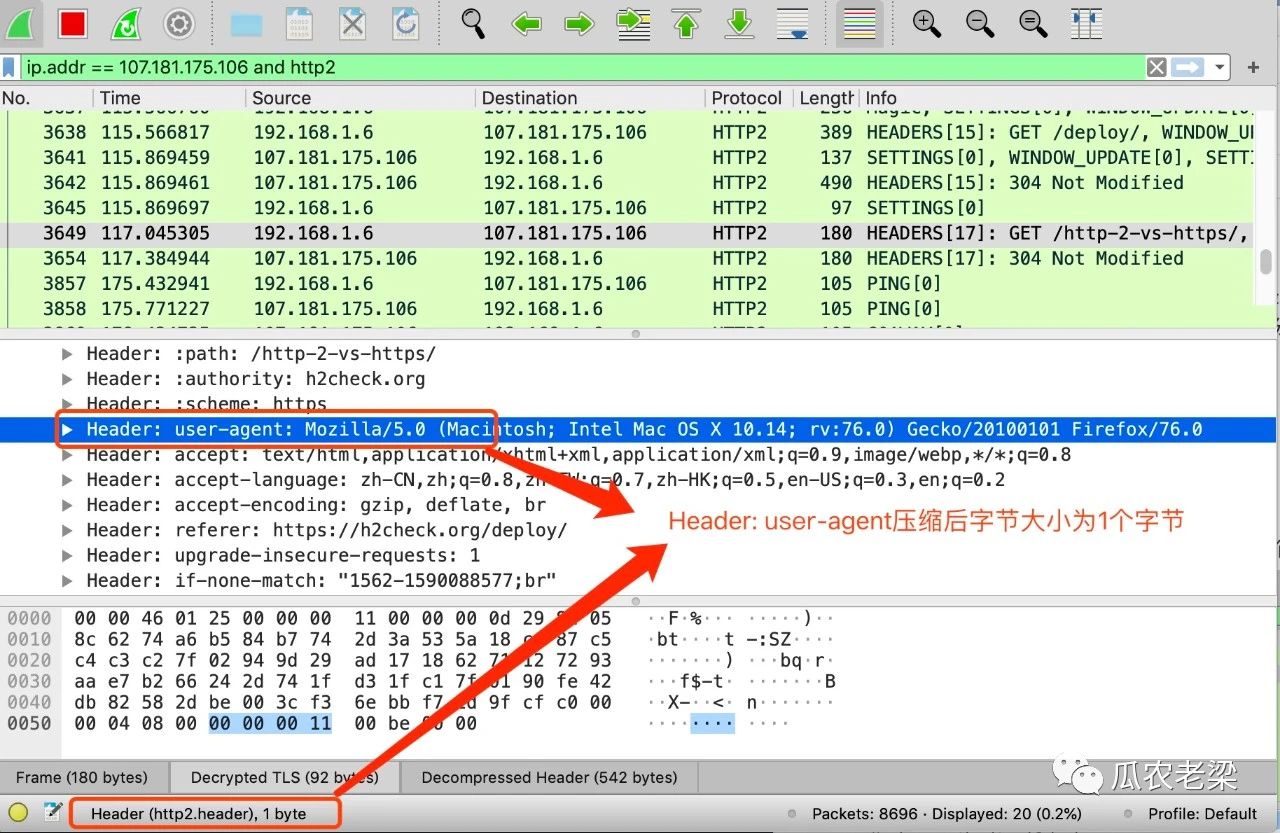 ip.addr == 107.181.175.106 and http2
No. Time Source Destination Protocol Length Info
3638 115.566817 192.168.1.6 107.181.175.106 HTTP2 389 HEADERS[15]: GET /deploy/, WINDOW_U
3641 115.869459 107.181.175.106 192.168.1.6 HTTP2 137 SETTINGS[0], WINDOW_UPDATE[0], SETT
3642 115.869461 107.181.175.106 192.168.1.6 HTTP2 490 HEADERS[15]: 304 Not Modified
3645 115.869697 192.168.1.6 107.181.175.106 HTTP2 97 SETTINGS[0]
3649 117.045305 192.168.1.6 107.181.175.106 HTTP2 180 HEADERS[17]: GET /http-2-vs-https/,
3654 117.384944 107.181.175.106 192.168.1.6 HTTP2 180 HEADERS[17]: 304 Not Modified
3857 175.432941 192.168.1.6 107.181.175.106 HTTP2 105 PING[0]
3858 175.771227 107.181.175.106 192.168.1.6 HTTP2 105 PING[0]
Header: :path: /http-2-vs-https/
Header: :authority: h2check.org
Header: :scheme: https
Header: user-agent: Mozilla/5.0 (Macintosh; Intel Mac OS X 10.14; rv:76.0) Gecko/20100101 Firefox/76.0
Header: accept: text/html,application/xhtml+xml,application/xml;q=0.9,image/webp,*/*;q=0.8
Header: accept-language: zh-CN,zh;q=0.8,zh-TW;q=0.7,zh-HK;q=0.5,en-US;q=0.3,en;q=0.2
Header: accept-encoding: gzip, deflate, br
Header: referer: https://h2check.org/deploy/
Header: upgrade-insecure-requests: 1
Header: if-none-match: "1562-1590088577;br"
Header: user-agent压缩后字节大小为1个字节
0000 00 00 46 01 25 00 00 00 11 00 00 00 0d 29 05 ··F·%··· ·····)··
0010 8c 62 74 a6 b5 84 b7 74 2d 3a 53 5a 18 87 c5 ·bt····t -:SZ····
0020 c4 c3 c2 7f 02 94 9d 29 ad 17 18 62 71 12 72 93 ·······) ···bq·r·
0030 aa e7 b2 66 24 2d 74 1f d3 1f c1 7f 01 90 fe 42 ···f$-t· ·······B
0040 db 82 58 2d be 00 3c f3 6e bb f7 9f cf c0 00 ··X-··<· n·······
0050 00 04 08 00 00 00 00 11 00 be 00 00 ········ ····
Frame (180 bytes) Decrypted TLS (92 bytes) Decompressed Header (542 bytes)
瓜农老梁
Header (http2.header), 1 byte Packets: 8696 · Displayed: 20 (0.2%) Profile: Default